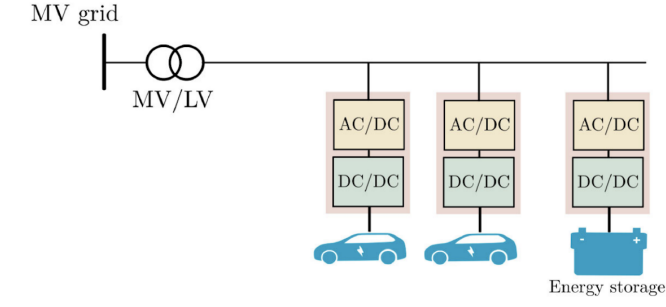 MV grid
MV/LV
AC/DC
AC/DC
AC/DC
DC/DC
DC/DC
DC/DC
- +
Energy storage